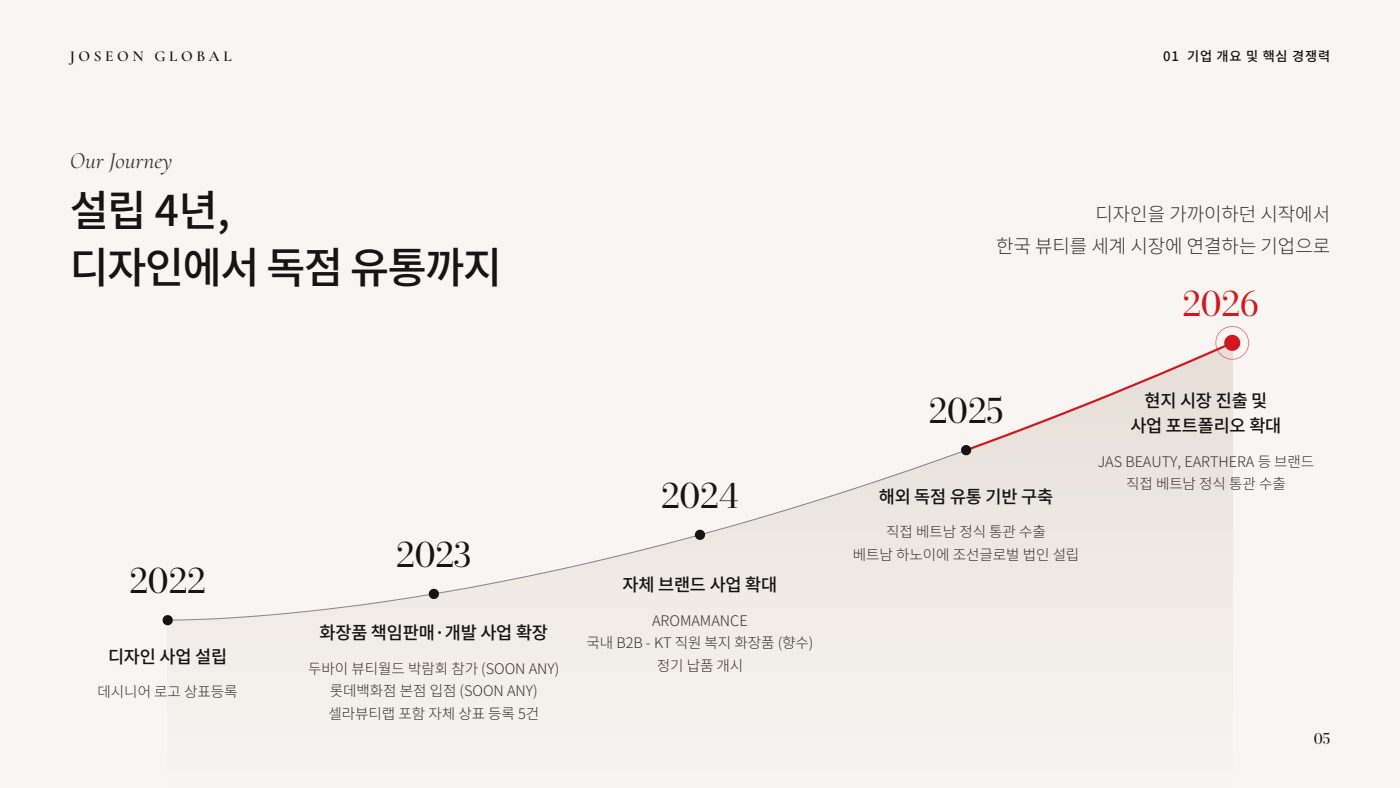 JOSEON GLOBAL
01 기업 개요 및 핵심 경쟁력
Our Journey
설립 4년,
디자인에서 독점 유통까지
디자인을 가까이하던 시작에서
한국 뷰티를 세계 시장에 연결하는 기업으로
2022
디자인 사업 설립
데시니어 로고 상표등록
2023
화장품 책임판매·개발 사업 확장
두바이 뷰티월드 박람회 참가 (SOON ANY)
롯데백화점 본점 입점 (SOON ANY)
셀라뷰티랩 포함 자체 상표 등록 5건
2024
자체 브랜드 사업 확대
AROMAMANCE
국내 B2B - KT 직원 복지 화장품 (향수)
정기 납품 개시
2025
해외 독점 유통 기반 구축
직접 베트남 정식 통관 수출
베트남 하노이에 조선글로벌 법인 설립
2026
현지 시장 진출 및
사업 포트폴리오 확대
JAS BEAUTY, EARTHERA 등 브랜드
직접 베트남 정식 통관 수출
05